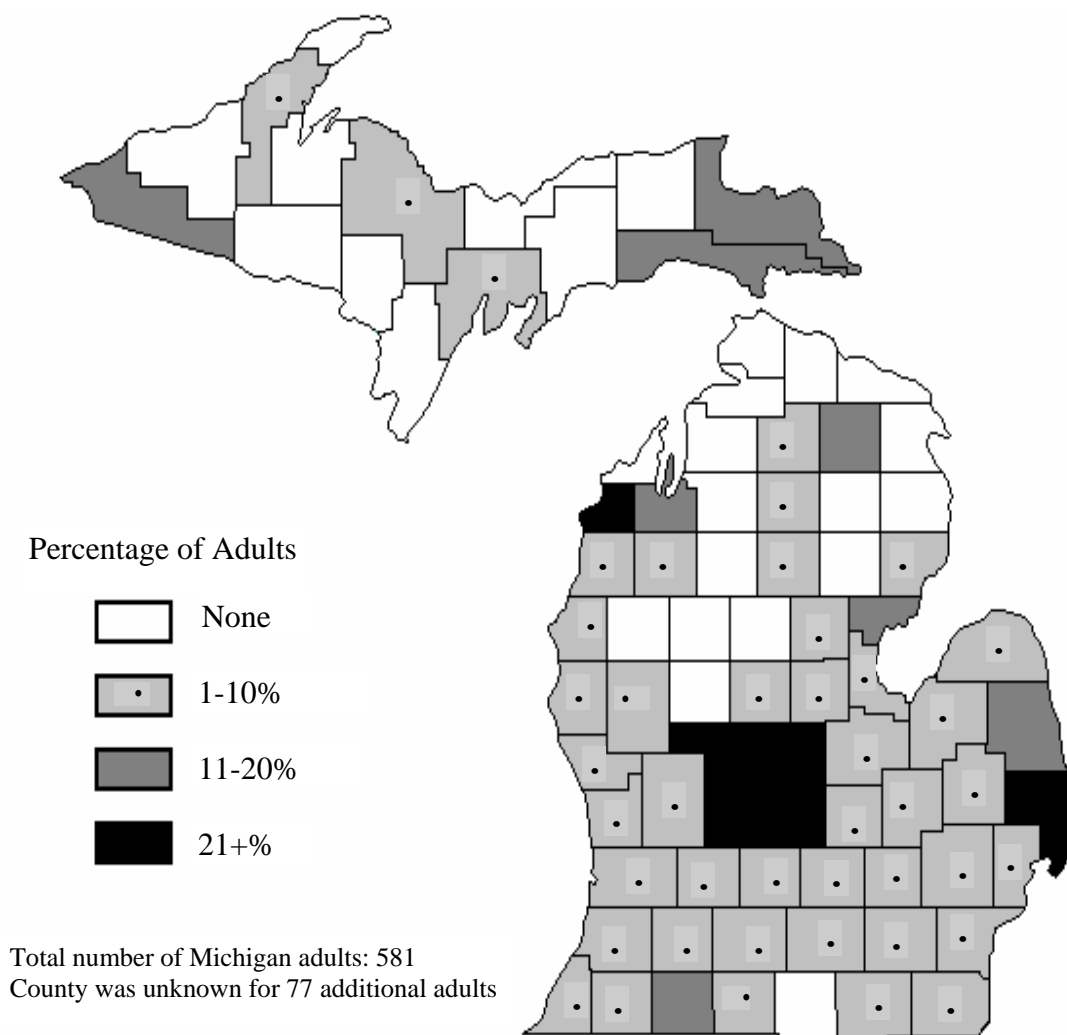 Percentage of Adults
None
1-10%
11-20%
21+%
Total number of Michigan adults: 581
County was unknown for 77 additional adults